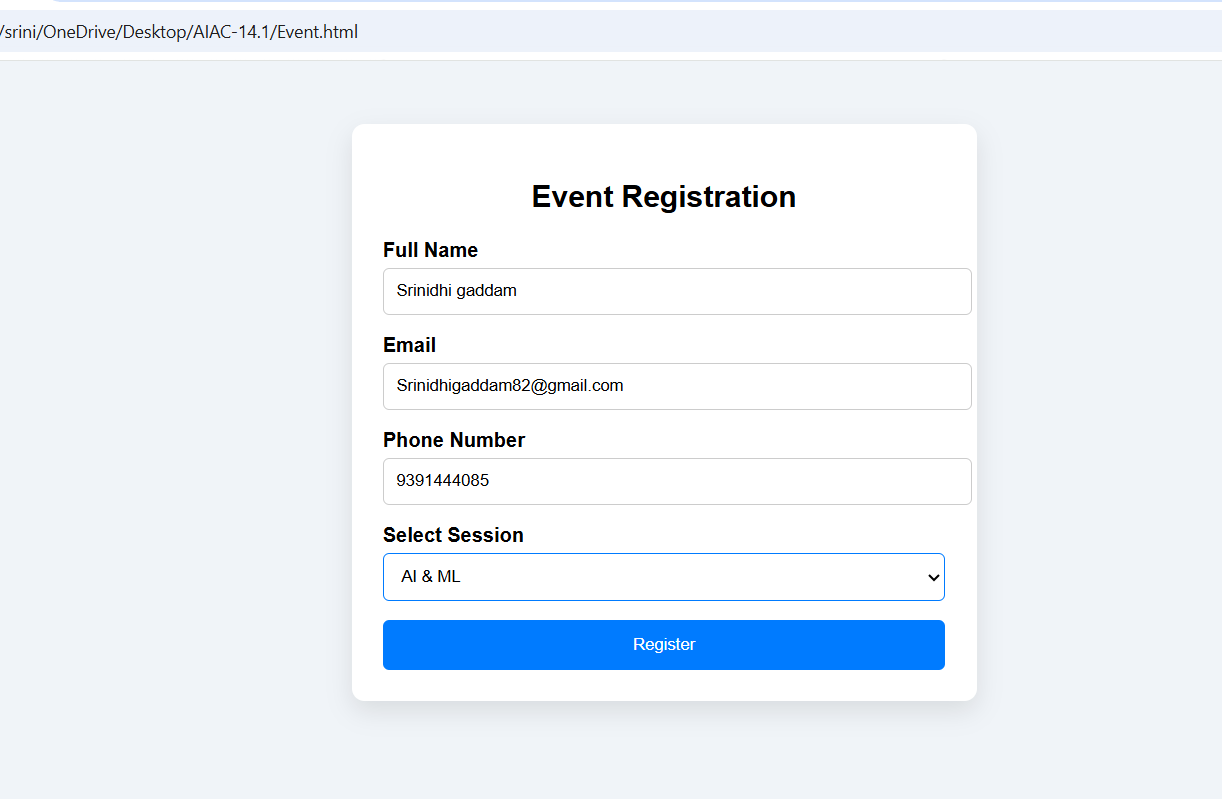 /srini/OneDrive/Desktop/AIAC-14.1/Event.html
Event Registration
Full Name
Srinidhi gaddam
Email
Srinidhigaddam82@gmail.com
Phone Number
9391444085
Select Session
AI & ML
Register